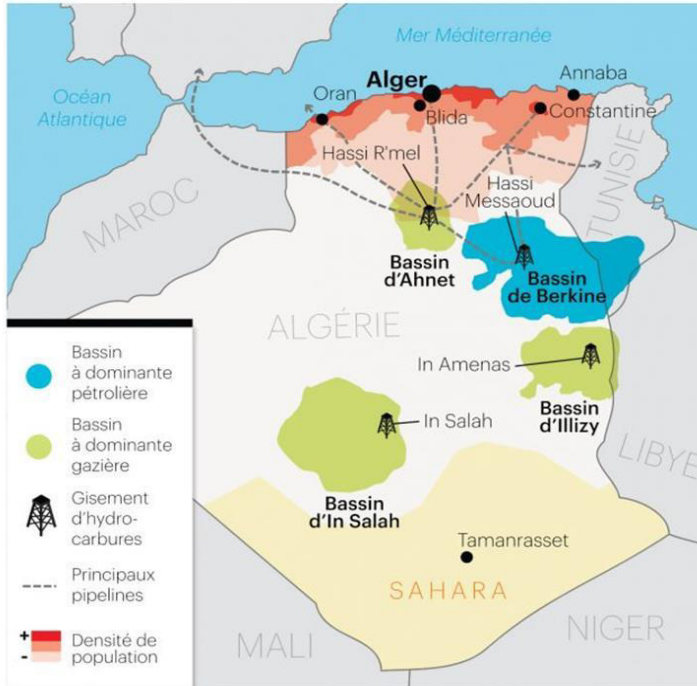 Mer Méditerranée
Océan
Atlantique
Alger
Oran
Blida
Annaba
Constantine
Hassi R'mel
Hassi
Messaoud
MAROC
TUNISIE
Bassin
d'Ahnet
Bassin
de Berkine
ALGÉRIE
In Amenas
Bassin
d'Illizy
In Salah
Bassin
d'In Salah
LIBYE
Tamanrasset
SAHARA
MALI
NIGER
Bassin
à dominante
pétrolière
Bassin
à dominante
gazière
Gisement
d'hydro-
carbures
Principaux
pipelines
+
-
Densité de
population